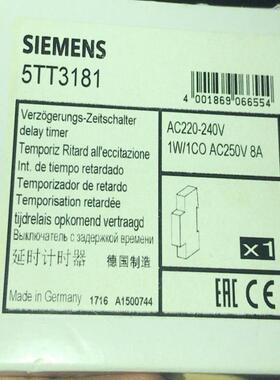 SIEMENS
5TT3181
4 001869 066554
Verzögerungs-Zeitschalter
delay timer
Temporiz Ritard all'eccitazione
Int. de tiempo retardado
Temporizador de retardo
Temporisation retardée
tijdrelais opkomend vertraagd
Выключатель с задержкой времени
延时计时器 德国制造
AC220-240V
1W/1CO AC250V 8A
x1
Made in Germany 1716 A1500744
EAC CE